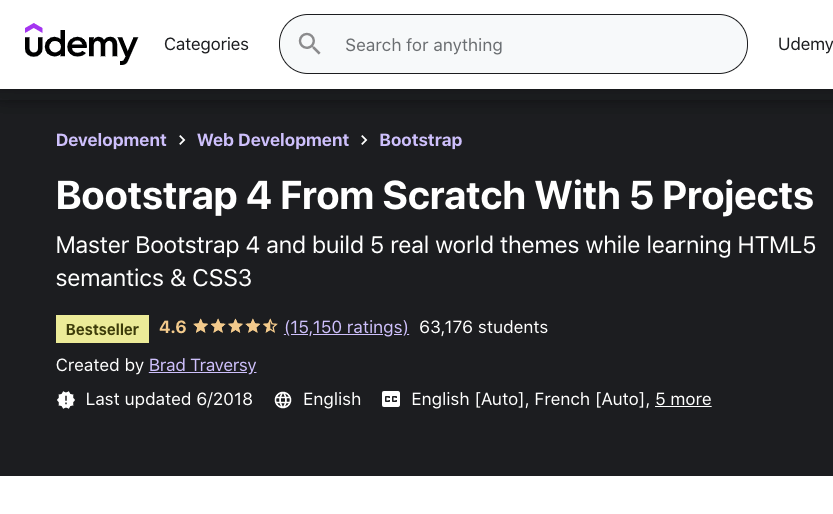 udemy Categories Search for anything Udemy
Development > Web Development > Bootstrap
Bootstrap 4 From Scratch With 5 Projects
Master Bootstrap 4 and build 5 real world themes while learning HTML5
semantics & CSS3
Bestseller 4.6 (15,150 ratings) 63,176 students
Created by Brad Traversy
Last updated 6/2018 English CC English [Auto], French [Auto], 5 more